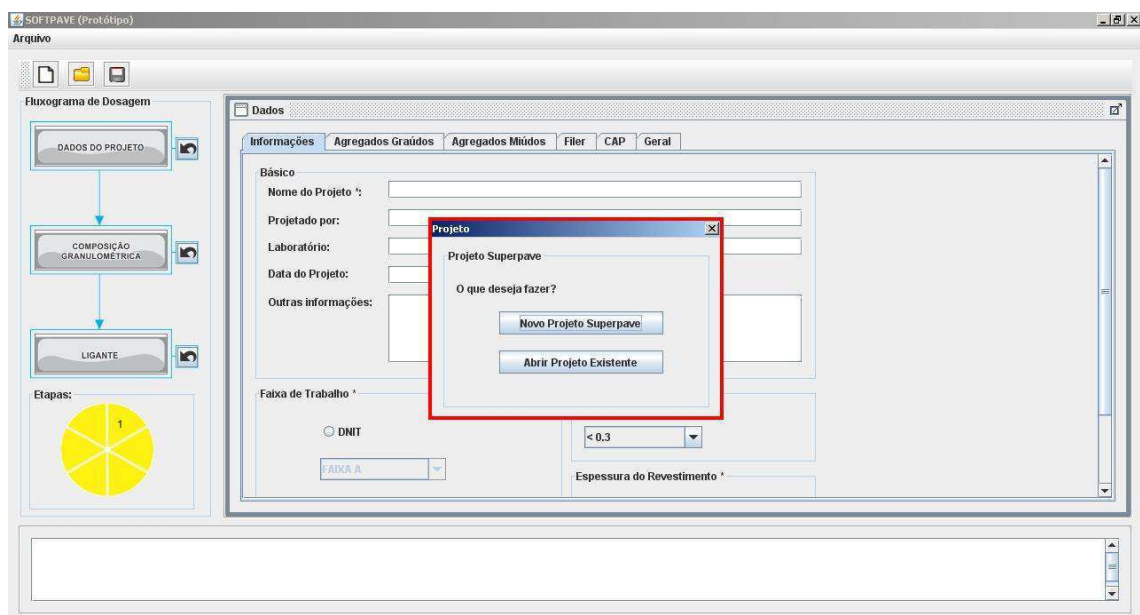 SOFTPAVE (Protótipo)
Arquivo
Fluxograma de Dosagem
DADOS DO PROJETO
COMPOSIÇÃO
GRANULOMÉTRICA
LIGANTE
Etapas:
1
Dados
Informações Agregados Graúdos Agregados Miúdos Filer CAP Geral
Básico
Nome do Projeto *:
Projetado por:
Laboratório:
Data do Projeto:
Outras informações:
Projeto
Projeto Superpave
O que deseja fazer?
Novo Projeto Superpave
Abrir Projeto Existente
Faixa de Trabalho *
DNIT
FAIXA A
< 0.3
Espessura do Revestimento *